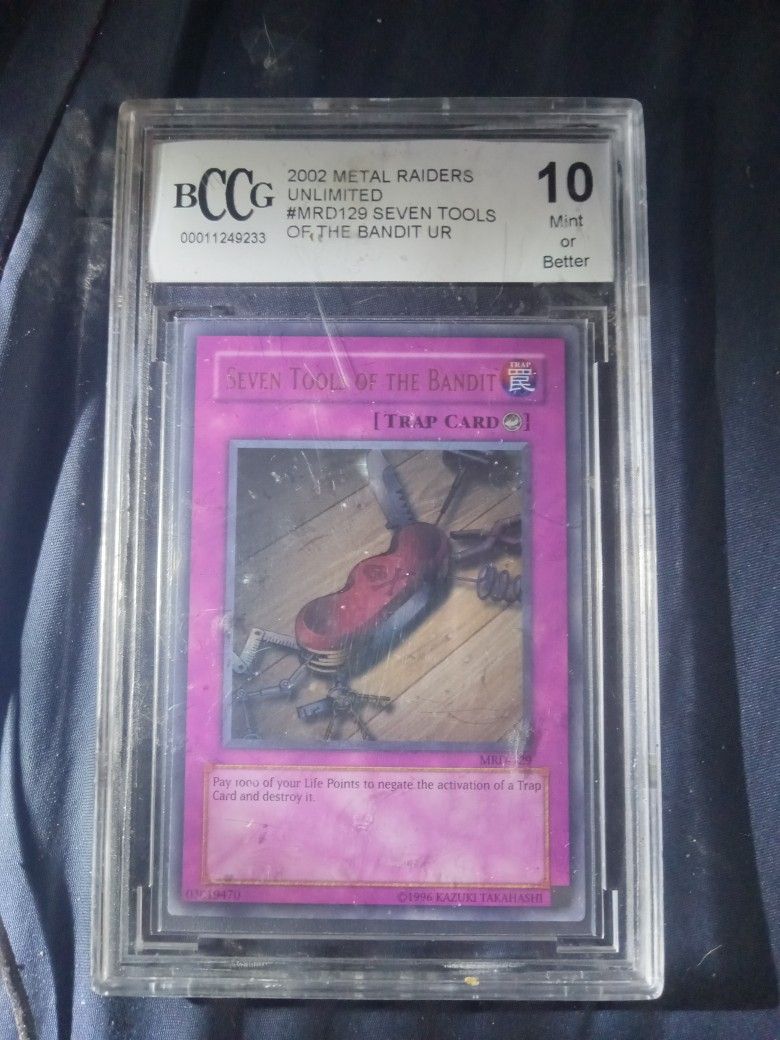 BCCG
00011249233
2002 METAL RAIDERS
UNLIMITED
#MRD129 SEVEN TOOLS
OF THE BANDIT UR
10
Mint
or
Better
SEVEN TOOLS OF THE BANDIT
TRAP
罠
[TRAP CARD]
Pay 1000 of your Life Points to negate the activation of a Trap
Card and destroy it.
©1996 KAZUKI TAKAHASHI